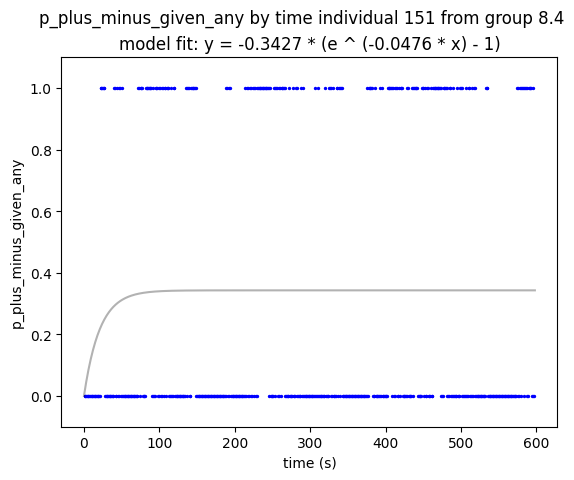 p_plus_minus_given_any by time individual 151 from group 8.4
model fit: y = -0.3427 * (e ^ (-0.0476 * x) - 1)
1.0
0.8
0.6
0.4
0.2
0.0
p_plus_minus_given_any
0 100 200 300 400 500 600
time (s)